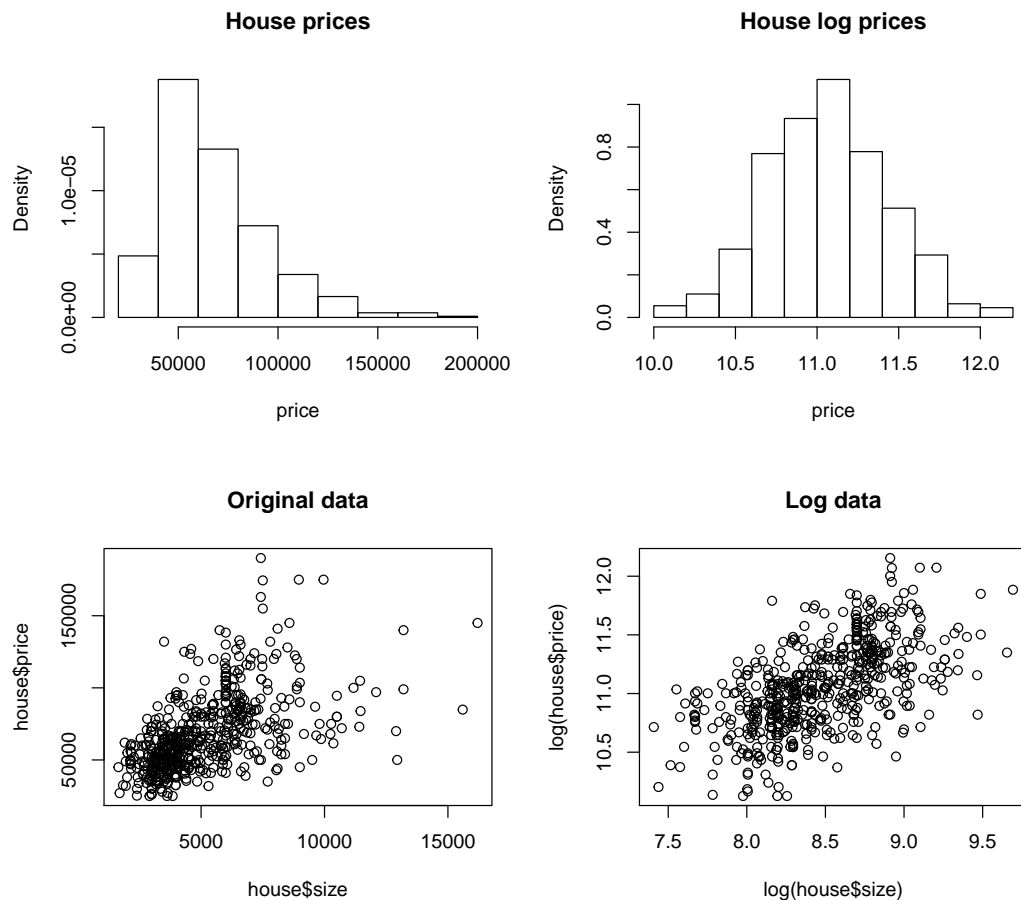 House prices
Density
0.0e+00 1.0e-05
50000 100000 150000 200000
price
House log prices
Density
0.0 0.4 0.8
10.0 10.5 11.0 11.5 12.0
price
Original data
house$price
50000 150000
5000 10000 15000
house$size
Log data
log(house$price)
10.5 11.0 11.5 12.0
7.5 8.0 8.5 9.0 9.5
log(house$size)